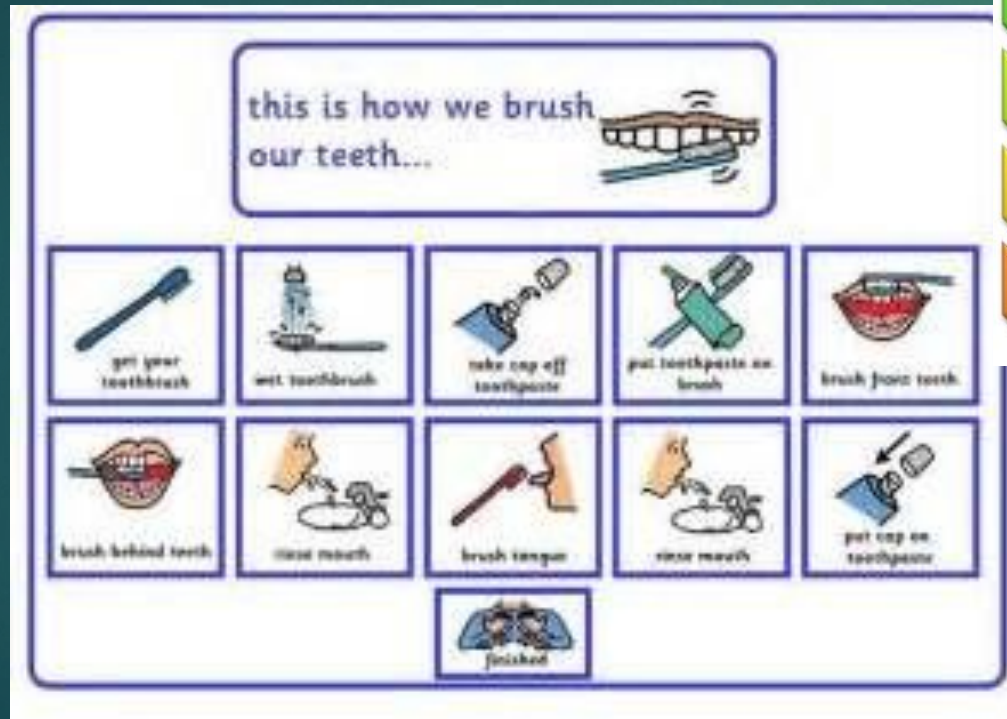 this is how we brush
our teeth...
get your
toothbrush
wet toothbrush
take cap off
toothpaste
put toothpaste on
brush
brush front teeth
brush behind teeth
rinse mouth
brush tongue
rinse mouth
put cap on
toothpaste
finished